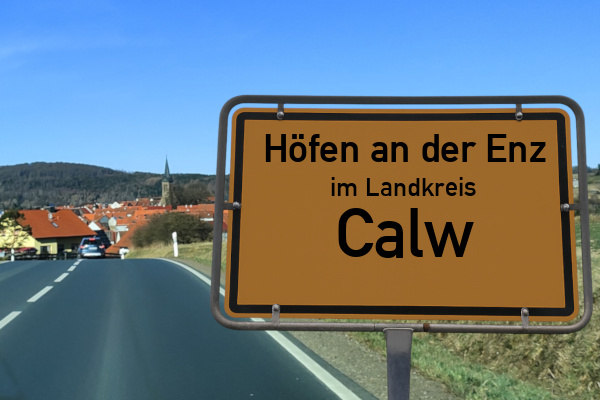 Höfen an der Enz
im Landkreis
Calw